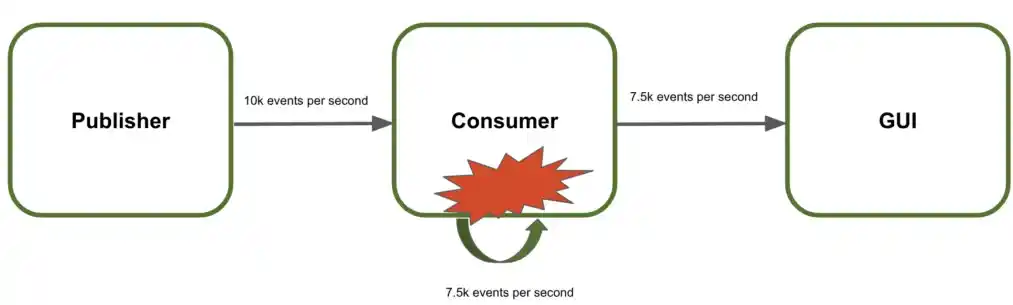 Publisher
10k events per second
Consumer
7.5k events per second
GUI
7.5k events per second